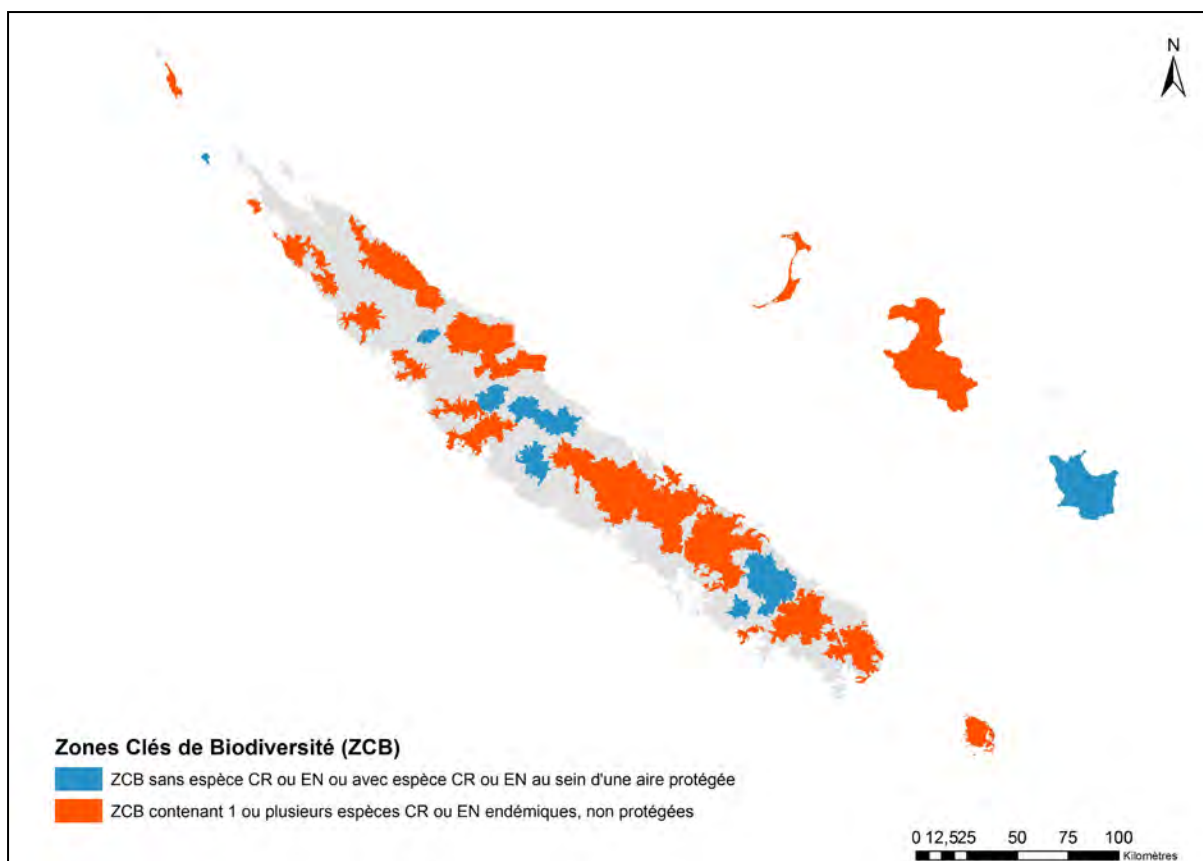 N
Zones Clés de Biodiversité (ZCB)
ZCB sans espèce CR ou EN ou avec espèce CR ou EN au sein d'une aire protégée
ZCB contenant 1 ou plusieurs espèces CR ou EN endémiques, non protégées
0 12,525 50 75 100
Kilomètres